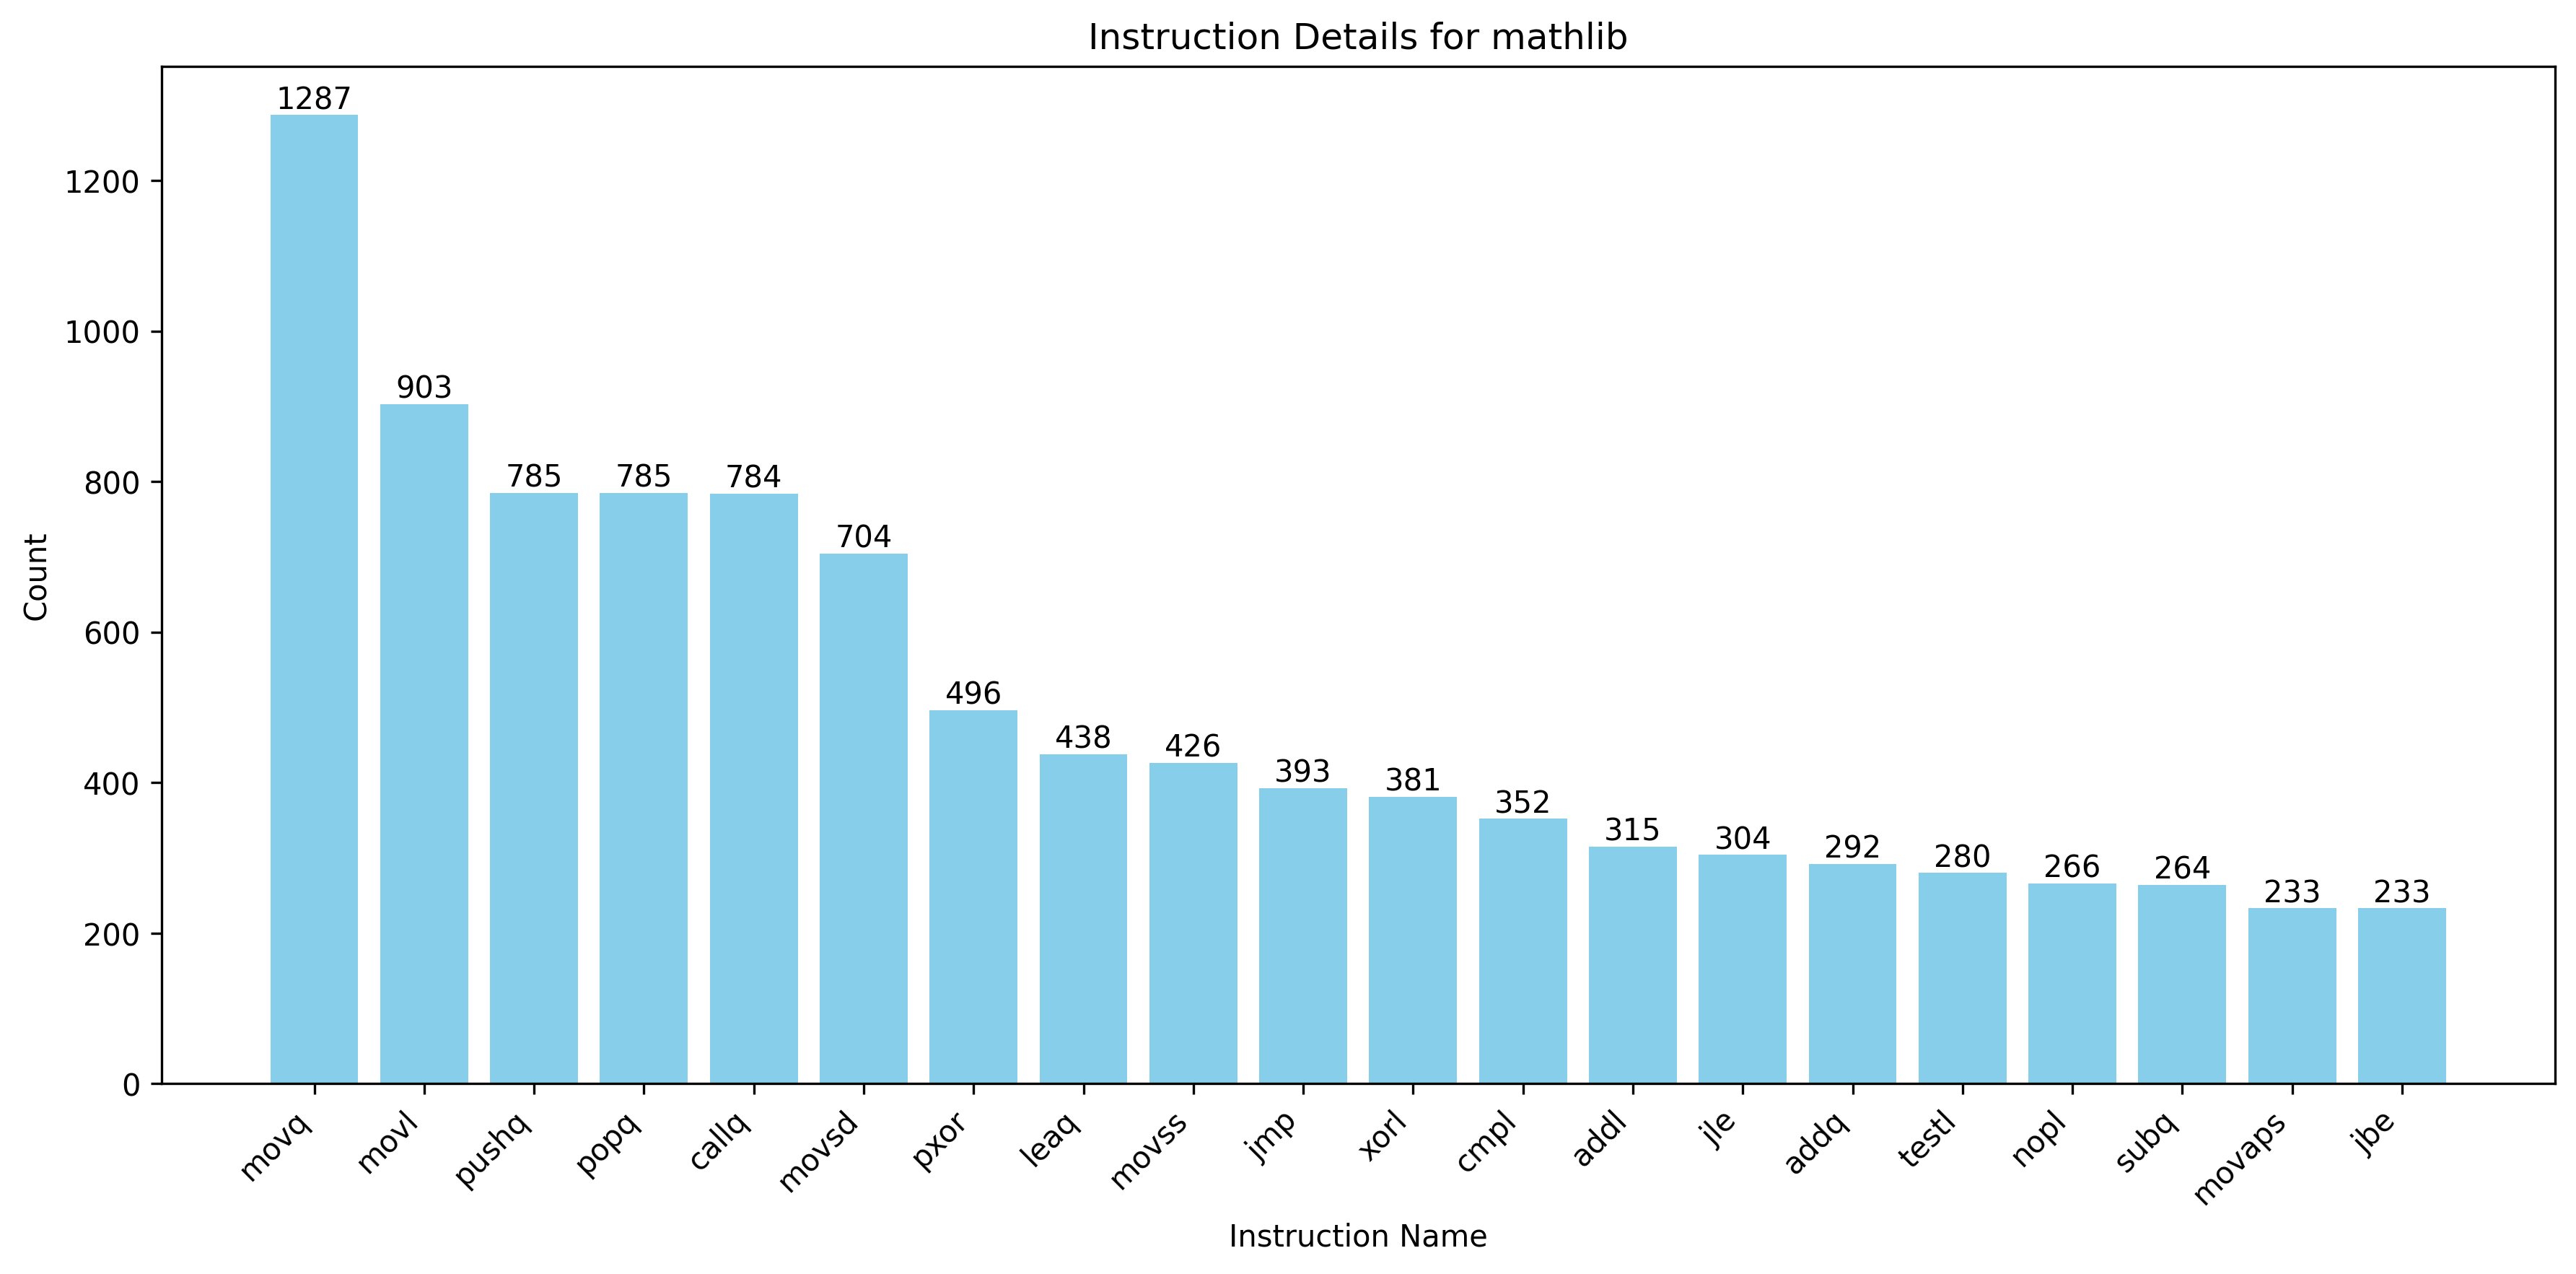 Instruction Details for mathlib
1287
903
785
785
784
704
496
438
426
393
381
352
315
304
292
280
266
264
233
233
1200
1000
800
600
400
200
0
Count
movq
movl
pushq
popq
callq
movsd
pxor
leaq
movss
jmp
xorl
cmpl
addl
jle
addq
testl
nopl
subq
movaps
jbe
Instruction Name